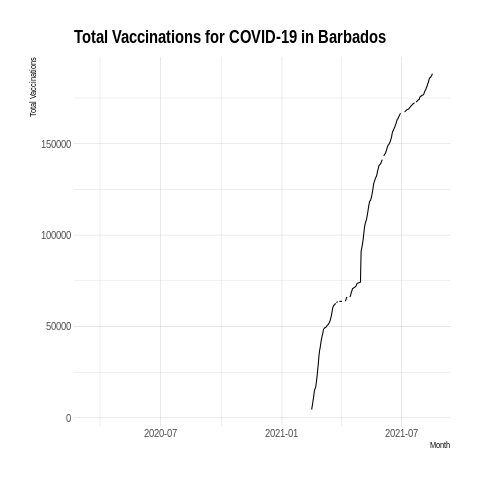 Total Vaccinations for COVID-19 in Barbados
Total Vaccinations
150000
100000
50000
0
2020-07 2021-01 2021-07
Month